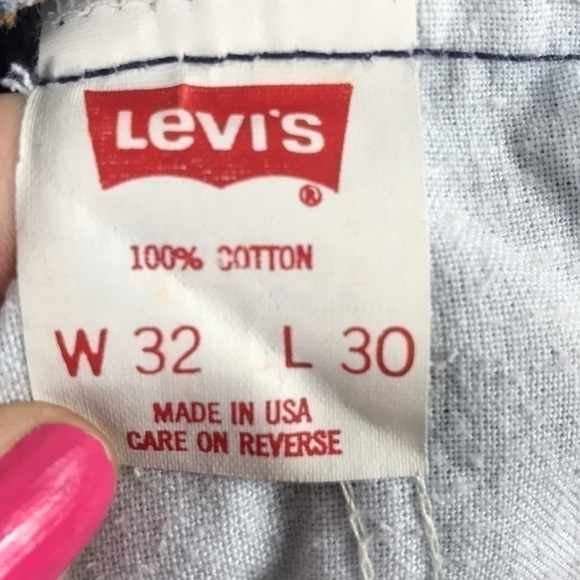 Levi's
®
100% COTTON
W 32 L 30
MADE IN USA
CARE ON REVERSE